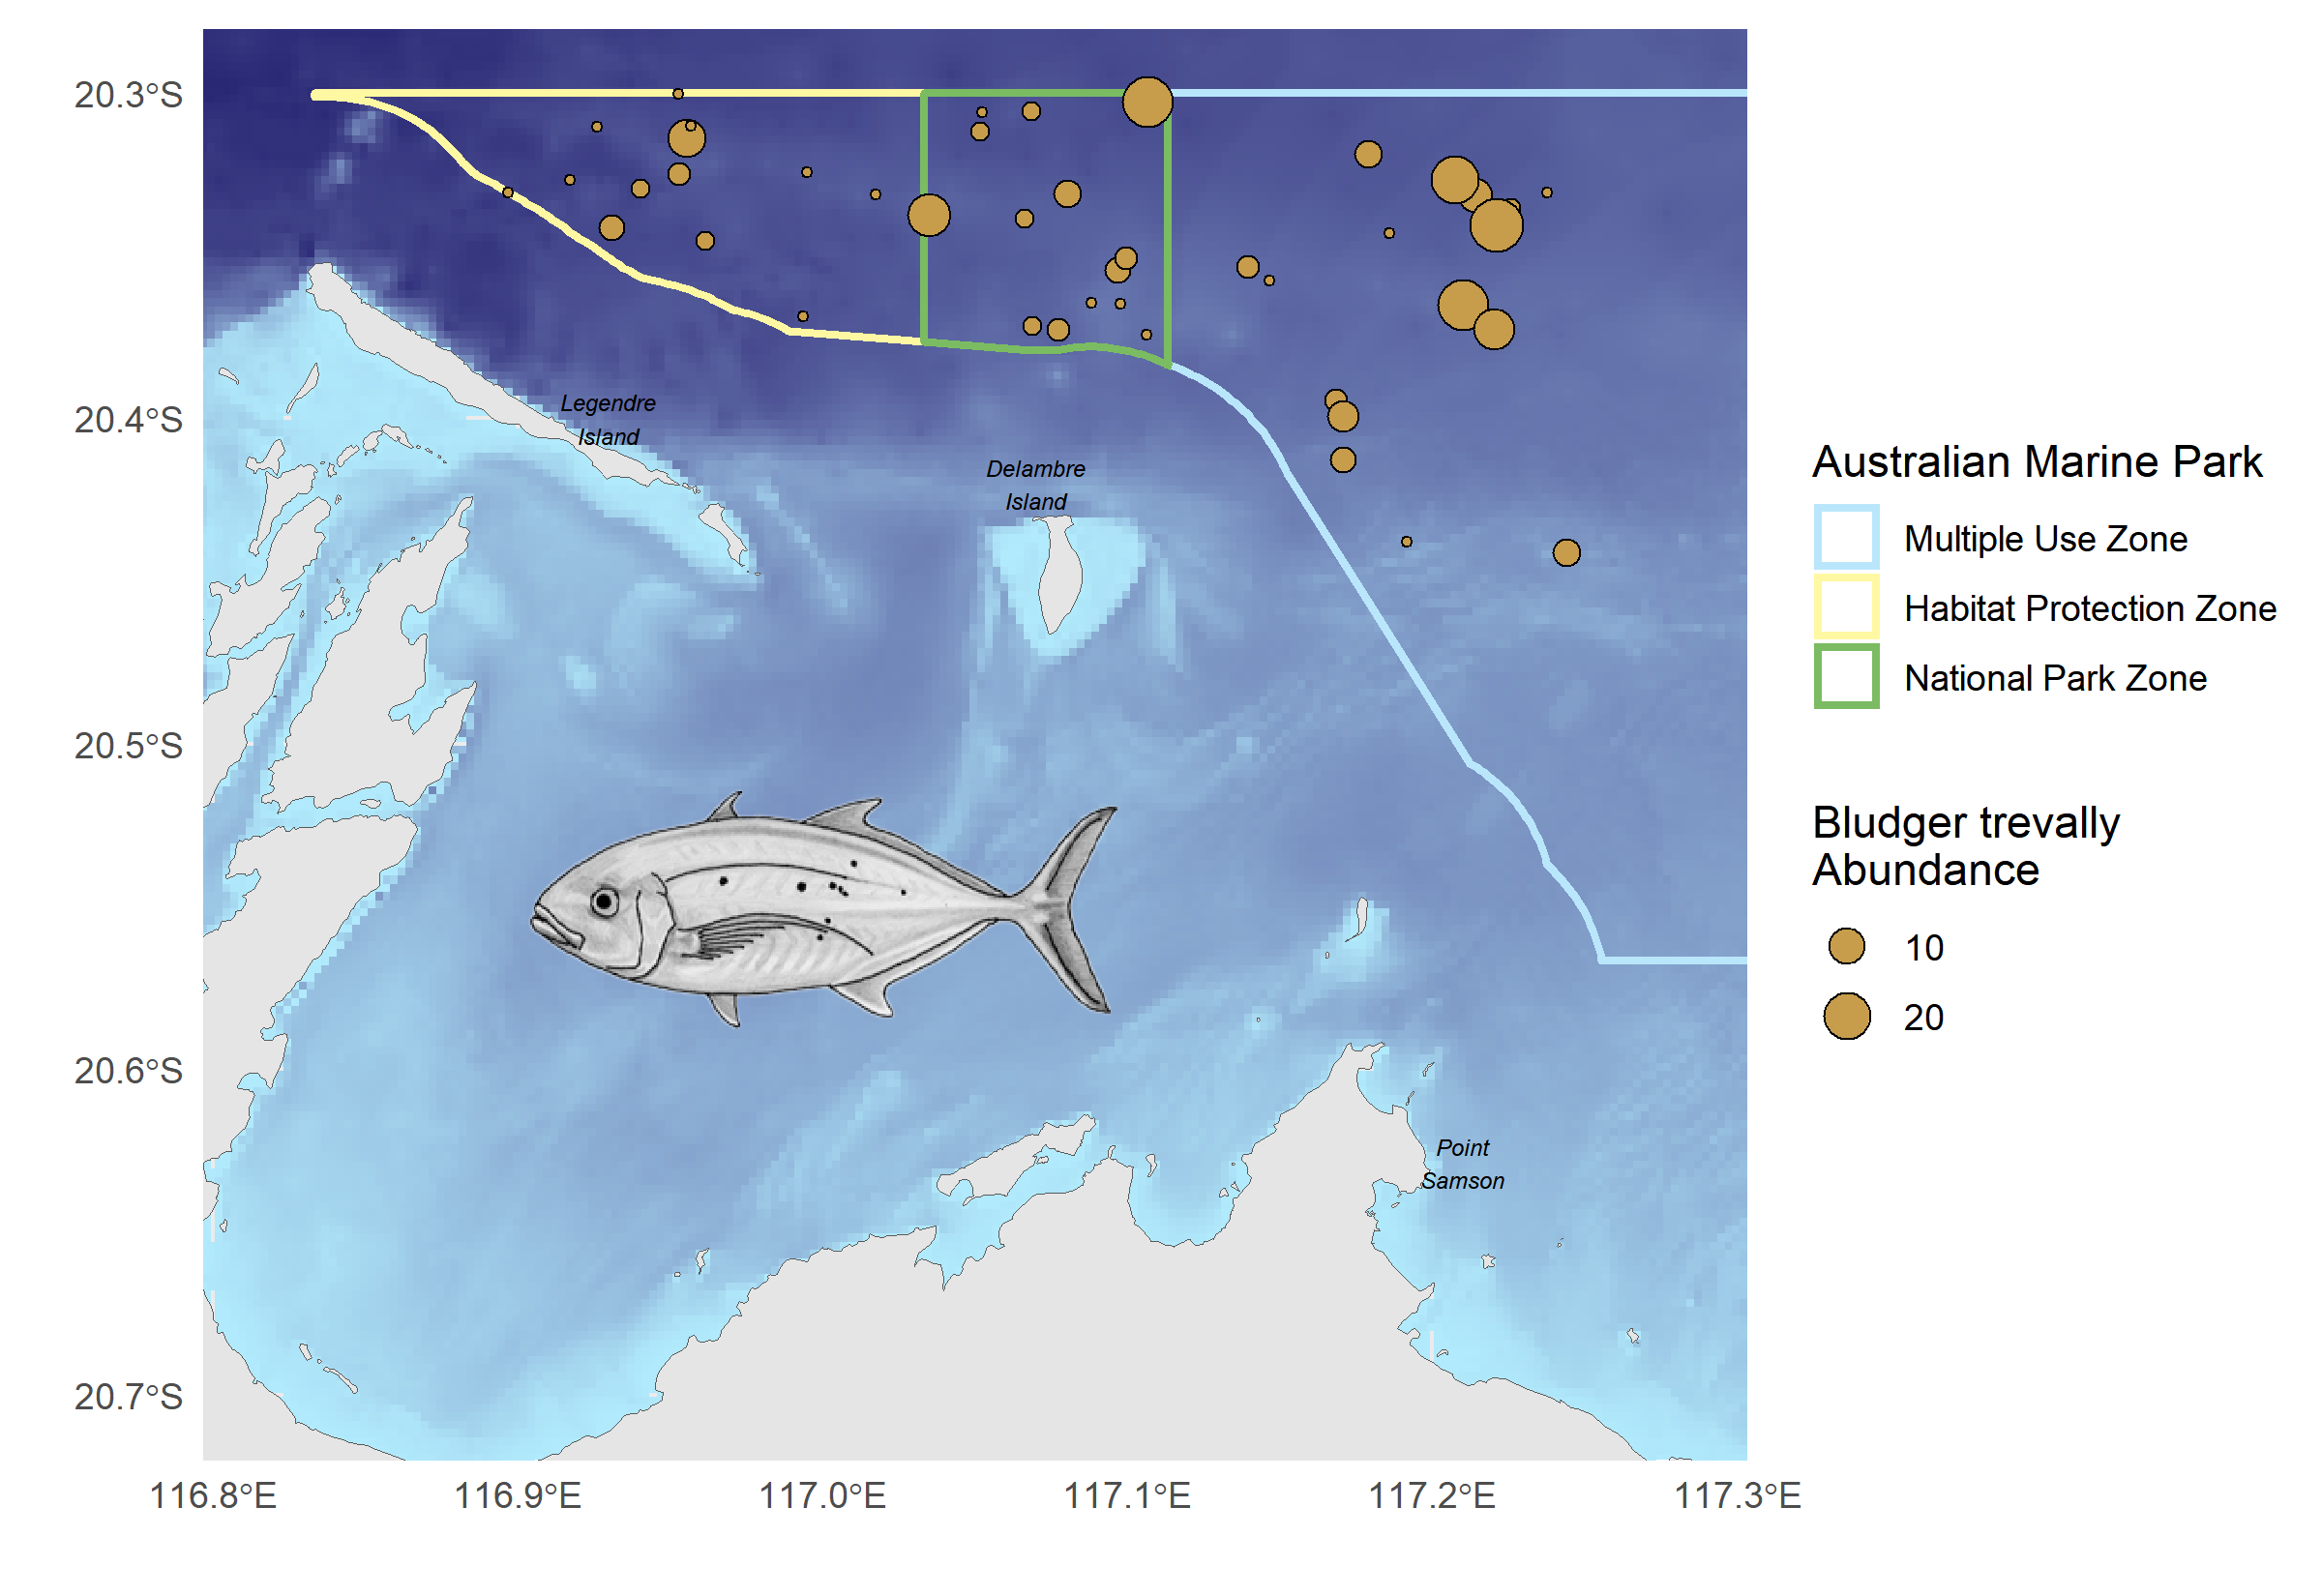 20.3°S
20.4°S
20.5°S
20.6°S
20.7°S
116.8°E
116.9°E
117.0°E
117.1°E
117.2°E
117.3°E
Legendre
Island
Delambre
Island
Point
Samson
Australian Marine Park
Multiple Use Zone
Habitat Protection Zone
National Park Zone
Bludger trevally
Abundance
10
20